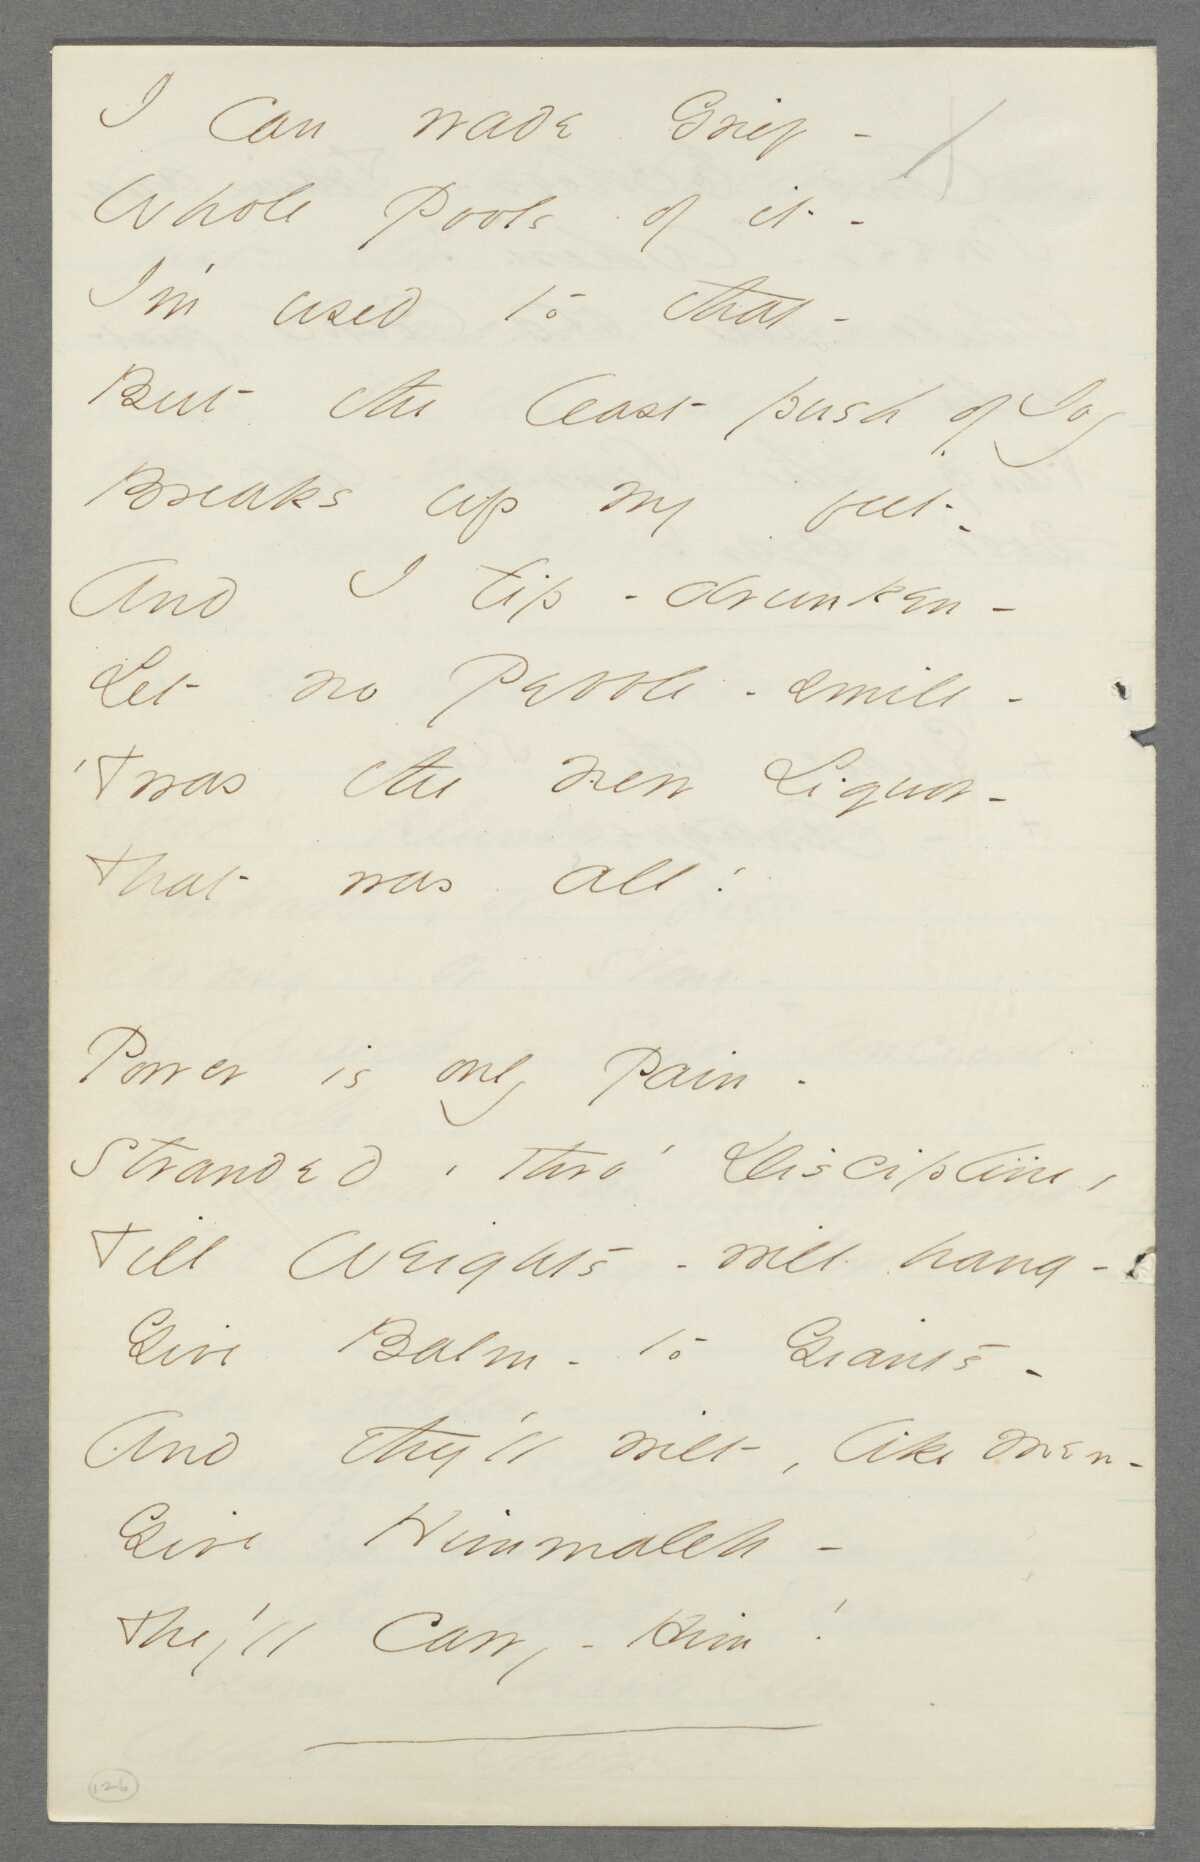 I Can wade Grief -
Whole Pools of it -
I'm used to that -
But the least push of Joy
Breaks up my feet -
And I tip - drunken -
Let no Pebble - smile -
'Twas the New Liquor -
That was all!
Power is only Pain -
Stranded, thro' Discipline,
Till Weights - will hang -
Give Balm - to Giants -
And they'll wilt, like Men -
Give Himmaleh -
They'll Carry - Him!
126